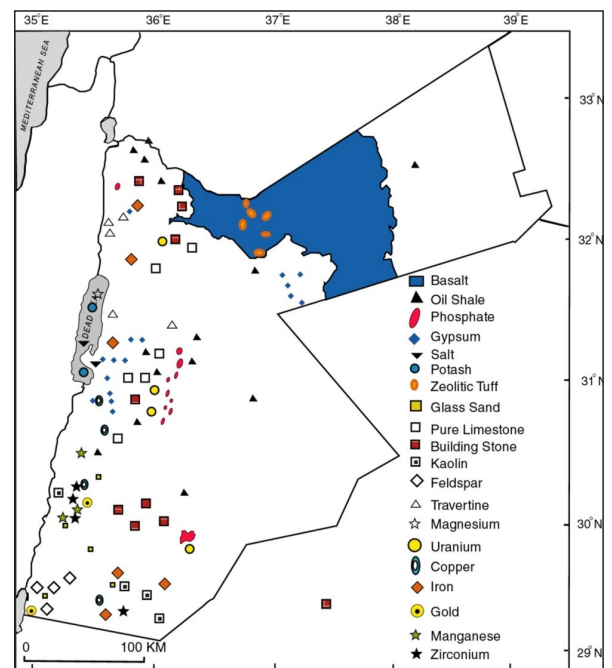 35°E 36°E 37°E 38°E 39°E
MEDITERRANEAN SEA
33°N
32°N
DEAD
Basalt
Oil Shale
Phosphate
Gypsum
Salt
Potash
31°N
Zeolitic Tuff
Glass Sand
Pure Limestone
Building Stone
Kaolin
Feldspar
Travertine
Magnesium
30°N
Uranium
Copper
Iron
Gold
Manganese
Zirconium
29°N
0 100 KM